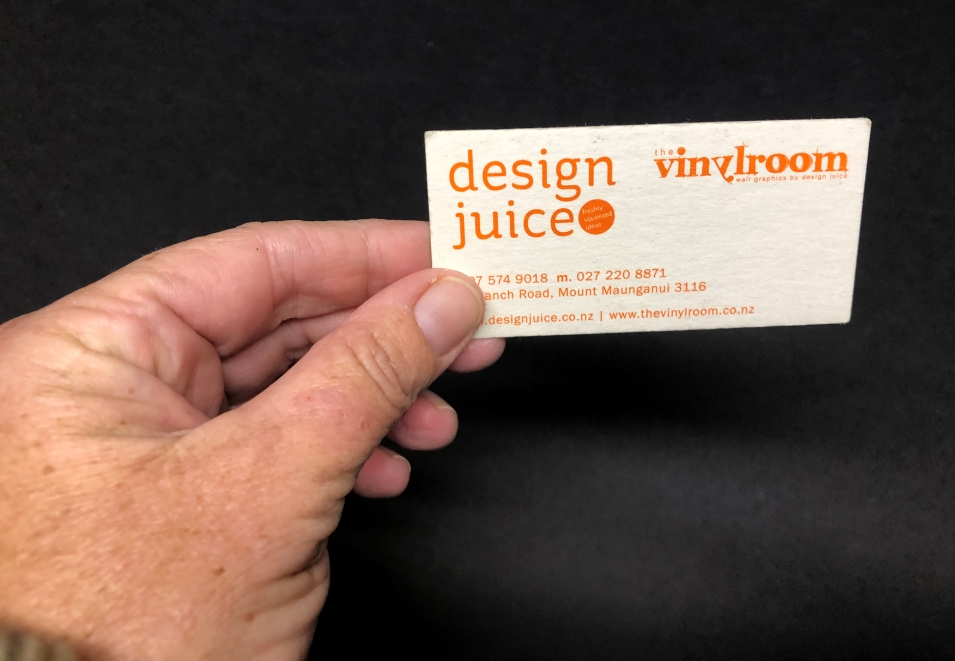 design
juice
freshly
squeezed
ideas
the
vinylroom
wall graphics by design juice
7 574 9018 m. 027 220 8871
anch Road, Mount Maunganui 3116
.designjuice.co.nz | www.thevinylroom.co.nz